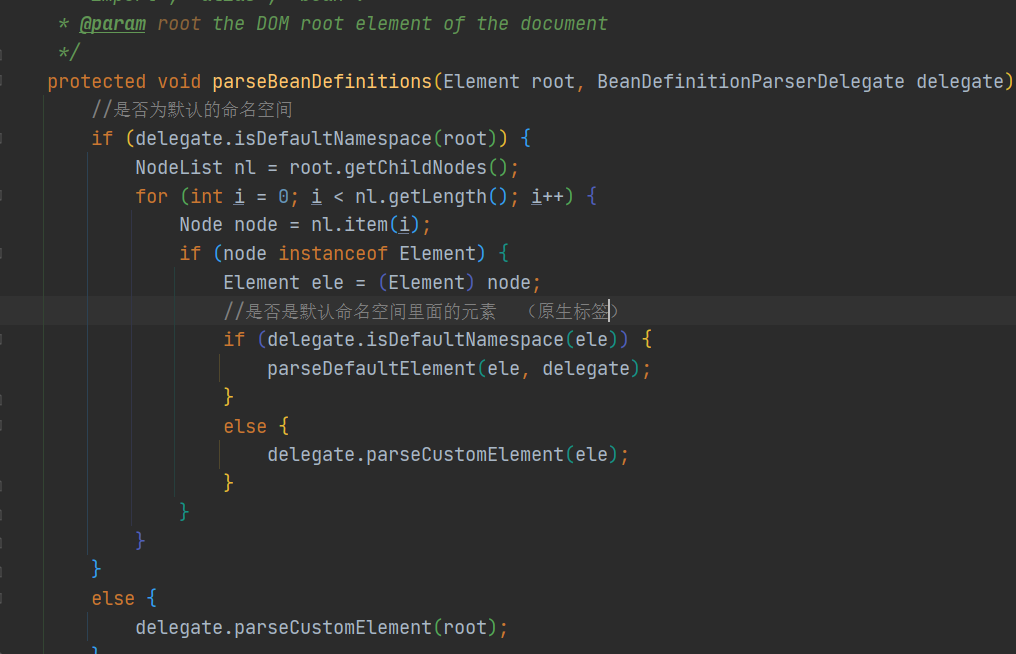 * @param root the DOM root element of the document
 */
protected void parseBeanDefinitions(Element root, BeanDefinitionParserDelegate delegate)
    //是否为默认的命名空间
    if (delegate.isDefaultNamespace(root)) {
        NodeList nl = root.getChildNodes();
        for (int i = 0; i < nl.getLength(); i++) {
            Node node = nl.item(i);
            if (node instanceof Element) {
                Element ele = (Element) node;
                //是否是默认命名空间里面的元素  （原生标签）
                if (delegate.isDefaultNamespace(ele)) {
                    parseDefaultElement(ele, delegate);
                }
                else {
                    delegate.parseCustomElement(ele);
                }
            }
        }
    }
    else {
        delegate.parseCustomElement(root);
    }